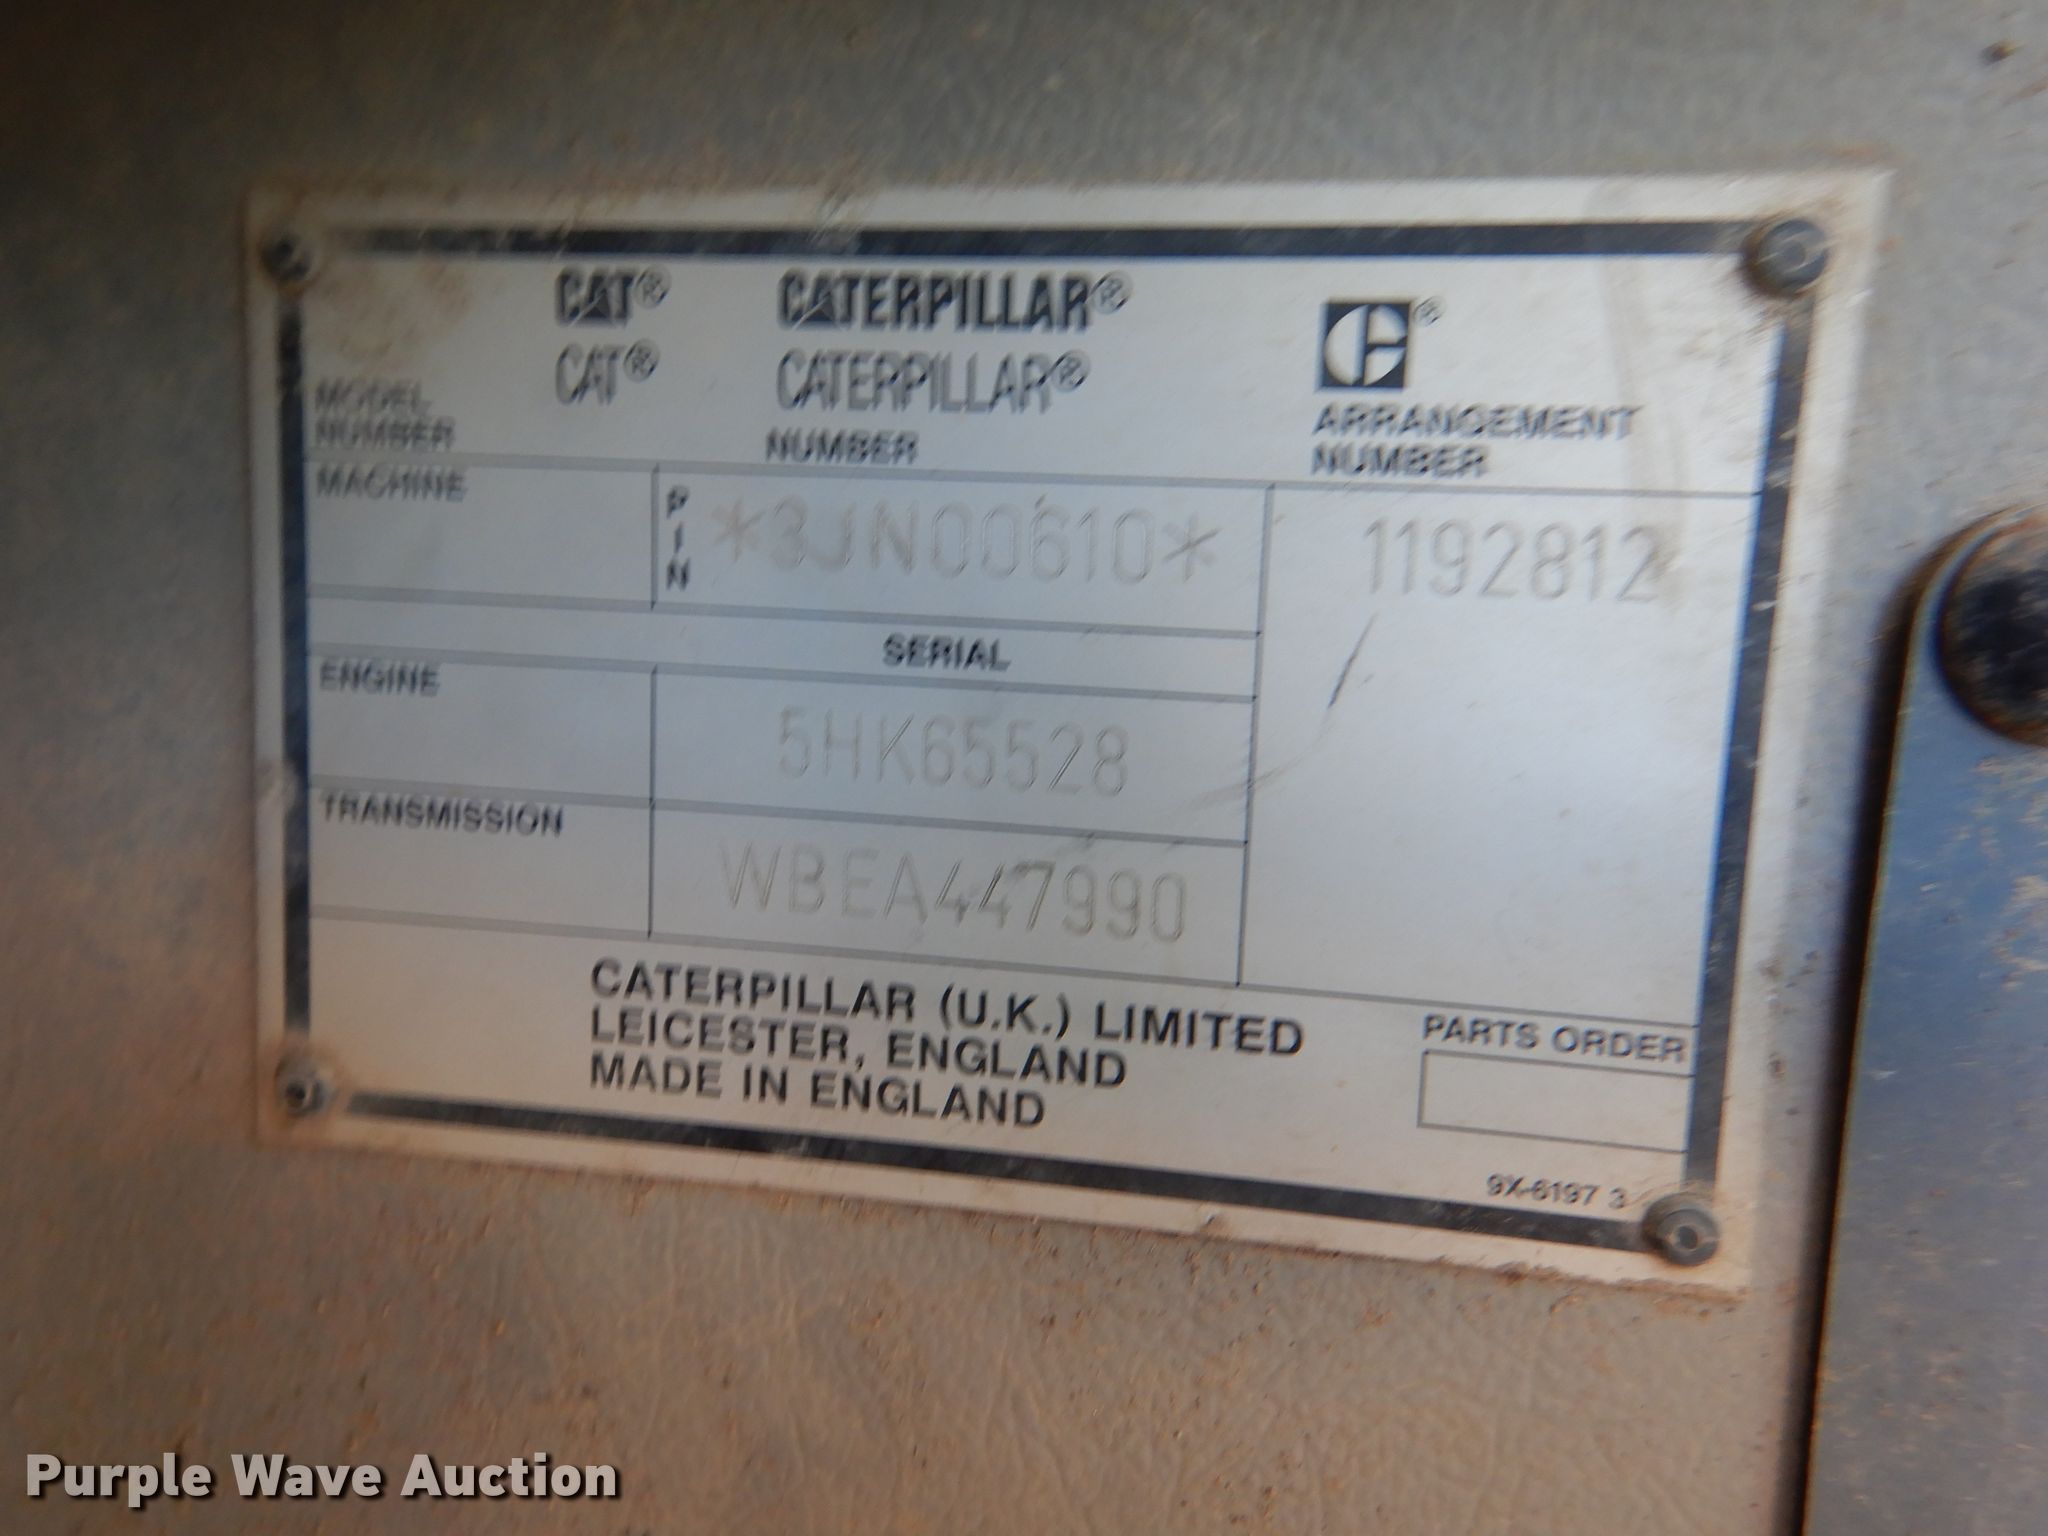 CAT® CATERPILLAR® ®
CAT® CATERPILLAR®
MODEL NUMBER
NUMBER
ARRANGEMENT NUMBER
MACHINE
PIN
*3JN00610*
1192812
SERIAL
ENGINE
5HK65528
TRANSMISSION
WBEA447990
CATERPILLAR (U.K.) LIMITED
LEICESTER, ENGLAND
MADE IN ENGLAND
PARTS ORDER
9X-6197 3
Purple Wave Auction